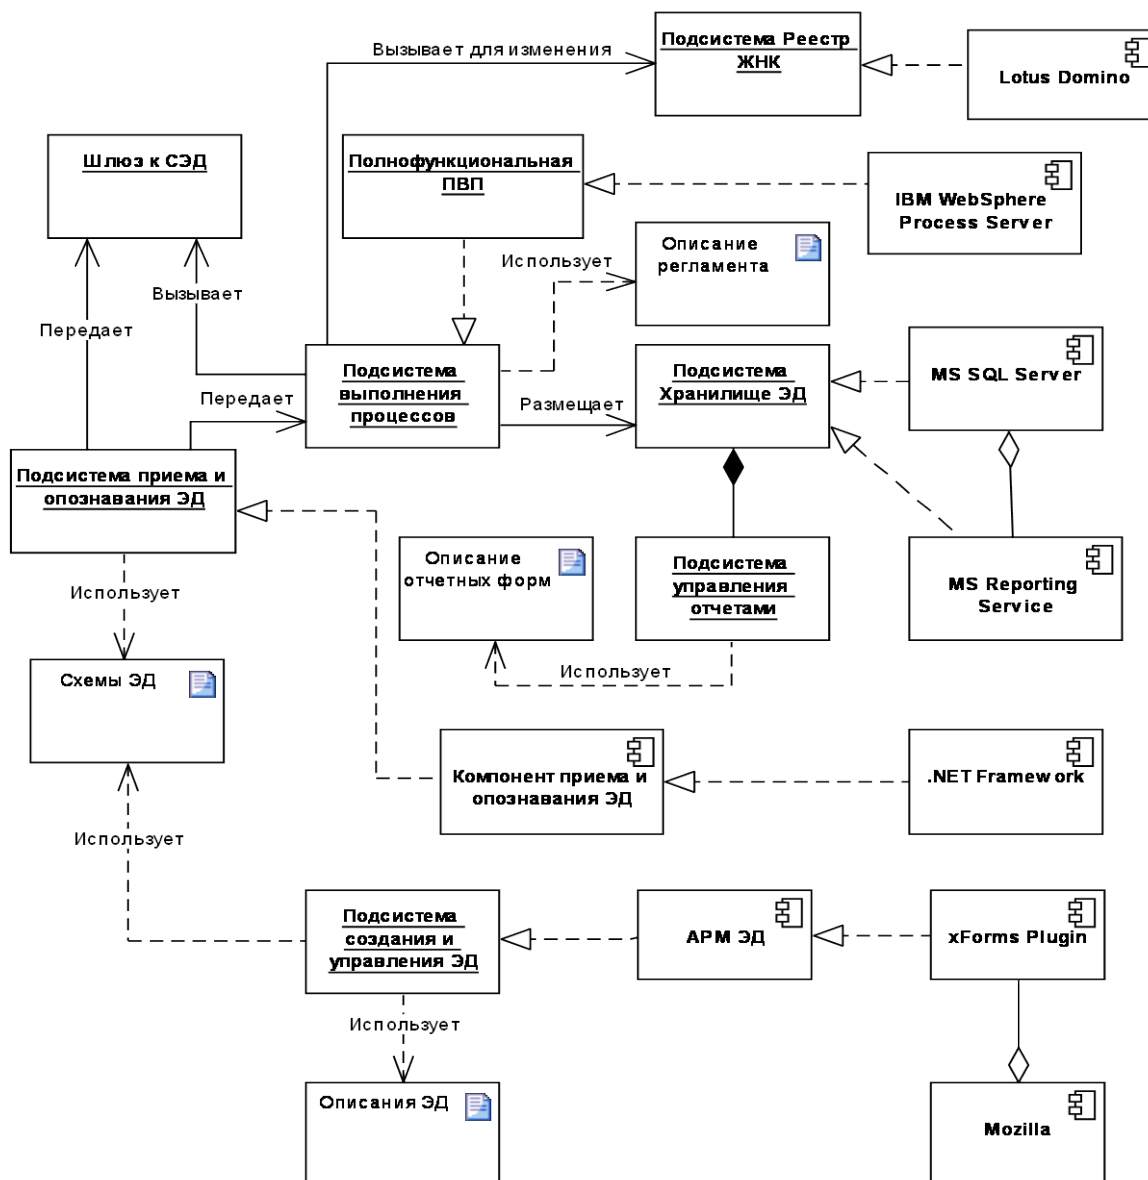 Вызывает для изменения
Подсистема Реестр
ЖНК
Lotus Domino
Шлюз к СЭД
Полнофункциональная
ПВП
IBM WebSphere
Process Server
Описание
регламента
Использует
Вызывает
Передает
Подсистема
выполнения
процессов
Подсистема
Хранилище ЭД
MS SQL Server
Передает
Размещает
Подсистема приема и
опознавания ЭД
Описание
отчетных форм
Подсистема
управления
отчетами
MS Reporting
Service
Использует
Использует
Схемы ЭД
Компонент приема и
опознавания ЭД
.NET Framework
Использует
Подсистема
создания и
управления ЭД
АРМ ЭД
xForms Plugin
Использует
Описания ЭД
Mozilla